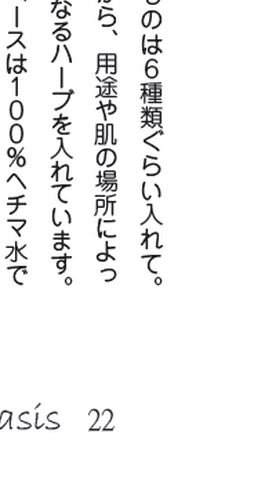 ものは6種類ぐらい入れて。
から、用途や肌の場所によっ
なるハーブを入れています。
ースは100%ヘチマ水で
asis 22